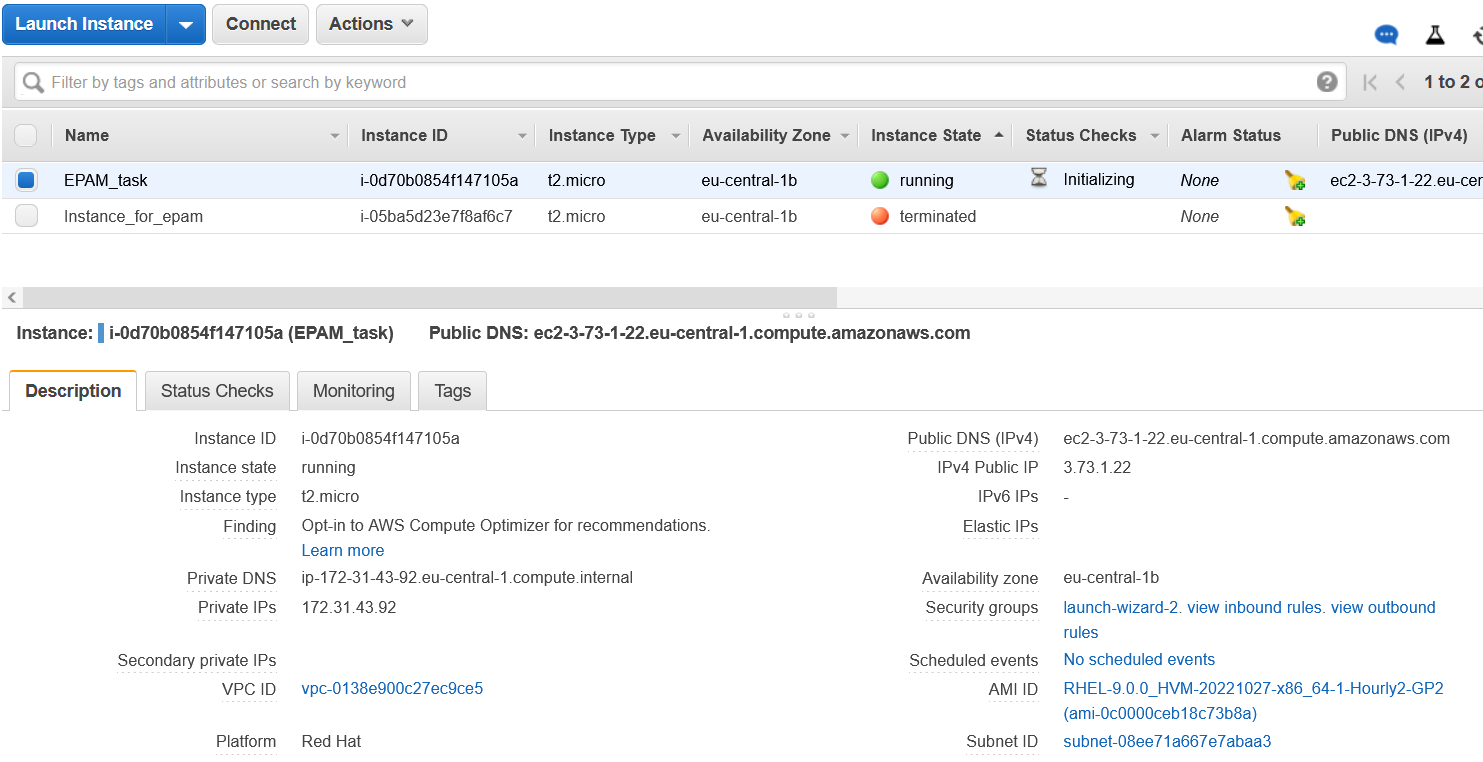 Launch Instance Connect Actions
Filter by tags and attributes or search by keyword ? 1 to 2 o
Name Instance ID Instance Type Availability Zone Instance State Status Checks Alarm Status Public DNS (IPv4)
EPAM_task i-0d70b0854f147105a t2.micro eu-central-1b running Initializing None ec2-3-73-1-22.eu-cer
Instance_for_epam i-05ba5d23e7f8af6c7 t2.micro eu-central-1b terminated None
Instance: i-0d70b0854f147105a (EPAM_task) Public DNS: ec2-3-73-1-22.eu-central-1.compute.amazonaws.com
Description Status Checks Monitoring Tags
Instance ID i-0d70b0854f147105a Public DNS (IPv4) ec2-3-73-1-22.eu-central-1.compute.amazonaws.com
Instance state running IPv4 Public IP 3.73.1.22
Instance type t2.micro IPv6 IPs -
Finding Opt-in to AWS Compute Optimizer for recommendations. Elastic IPs
Learn more
Private DNS ip-172-31-43-92.eu-central-1.compute.internal Availability zone eu-central-1b
Private IPs 172.31.43.92 Security groups launch-wizard-2. view inbound rules. view outbound
rules
Secondary private IPs Scheduled events No scheduled events
VPC ID vpc-0138e900c27ec9ce5 AMI ID RHEL-9.0.0_HVM-20221027-x86_64-1-Hourly2-GP2
(ami-0c0000ceb18c73b8a)
Platform Red Hat Subnet ID subnet-08ee71a667e7abaa3